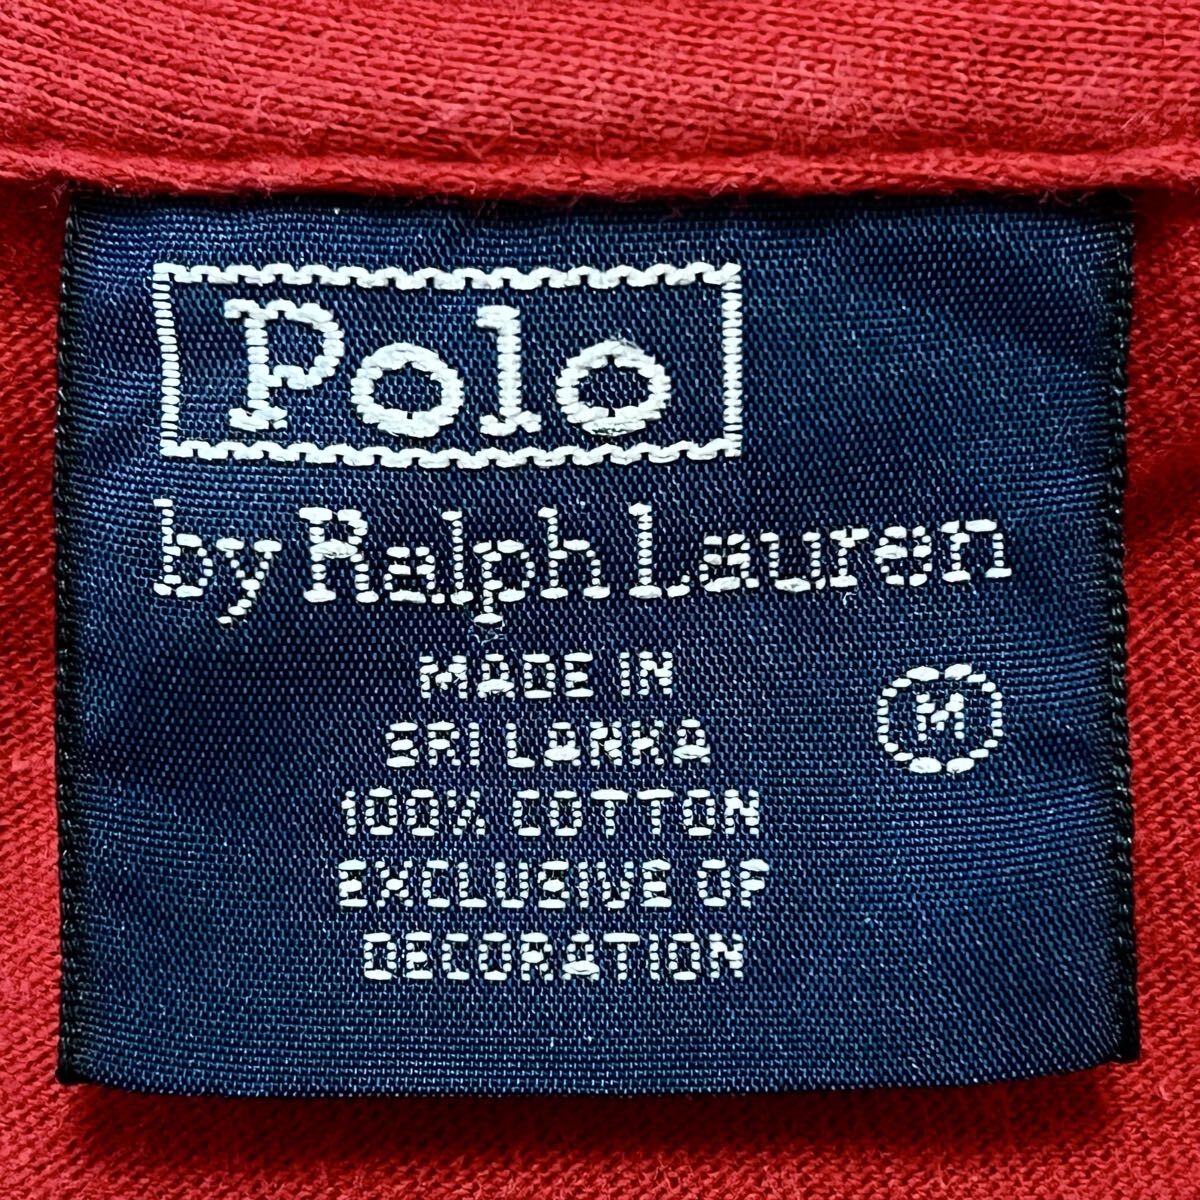 Polo
by Ralph Lauren
MADE IN
SRI LANKA
M
100% COTTON
EXCLUSIVE OF
DECORATION